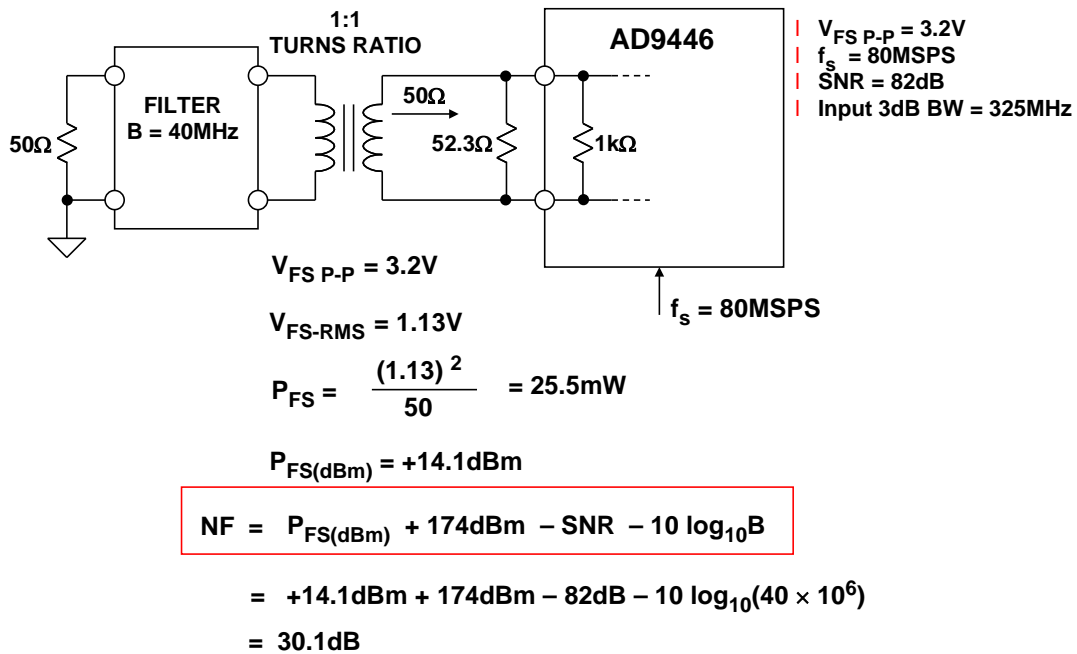 1:1
TURNS RATIO
AD9446
V_FS P-P = 3.2V
f_s = 80MSPS
SNR = 82dB
Input 3dB BW = 325MHz
FILTER
B = 40MHz
50Ω
50Ω
52.3Ω
1kΩ
V_FS P-P = 3.2V
f_s = 80MSPS
V_FS-RMS = 1.13V
P_FS = (1.13)^2 / 50 = 25.5mW
P_FS(dBm) = +14.1dBm
NF = P_FS(dBm) + 174dBm – SNR – 10 log_10B
= +14.1dBm + 174dBm – 82dB – 10 log_10(40 × 10^6)
= 30.1dB